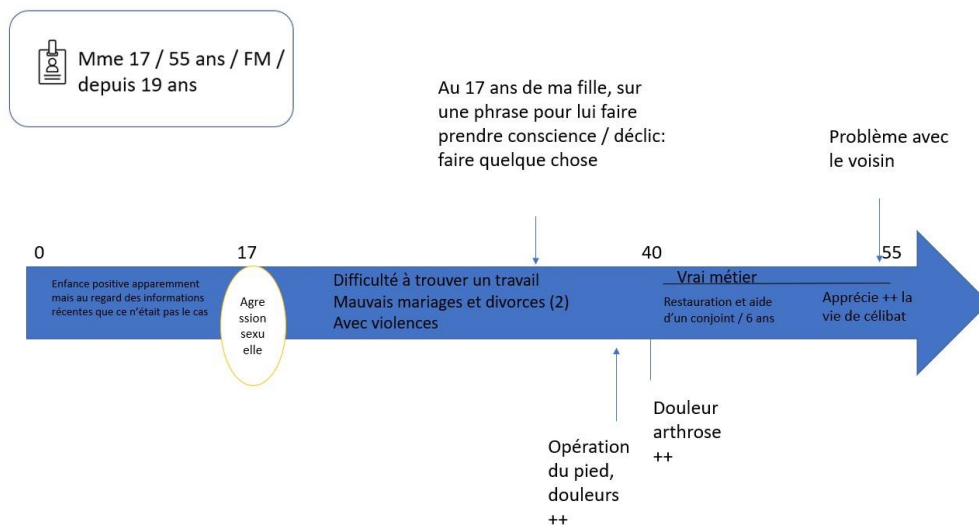 Mme 17 / 55 ans / FM /
depuis 19 ans
Au 17 ans de ma fille, sur
une phrase pour lui faire
prendre conscience / déclic:
faire quelque chose
Problème avec
le voisin
0
17
40
55
Enfance positive apparemment
mais au regard des informations
récentes que ce n'était pas le cas
Agre
ssion
sexu
elle
Difficulté à trouver un travail
Mauvais mariages et divorces (2)
Avec violences
Vrai métier
Restauration et aide
d'un conjoint / 6 ans
Apprécie ++ la
vie de célibat
Opération
du pied,
douleurs
++
Douleur
arthrose
++